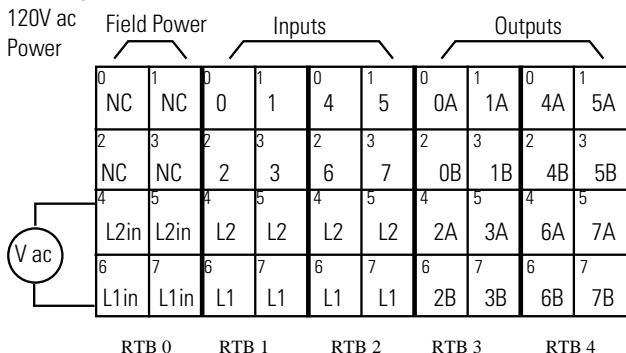 120V ac
Power
Field Power Inputs Outputs
0 1 0 1 0 1 0 1 0 1
NC NC 0 1 4 5 0A 1A 4A 5A
2 3 2 3 2 3 2 3 2 3
NC NC 2 3 6 7 0B 1B 4B 5B
4 5 4 5 4 5 4 5 4 5
L2in L2in L2 L2 L2 L2 2A 3A 6A 7A
V ac
6 7 6 7 6 7 6 7 6 7
L1in L1in L1 L1 L1 L1 2B 3B 6B 7B
RTB 0 RTB 1 RTB 2 RTB 3 RTB 4